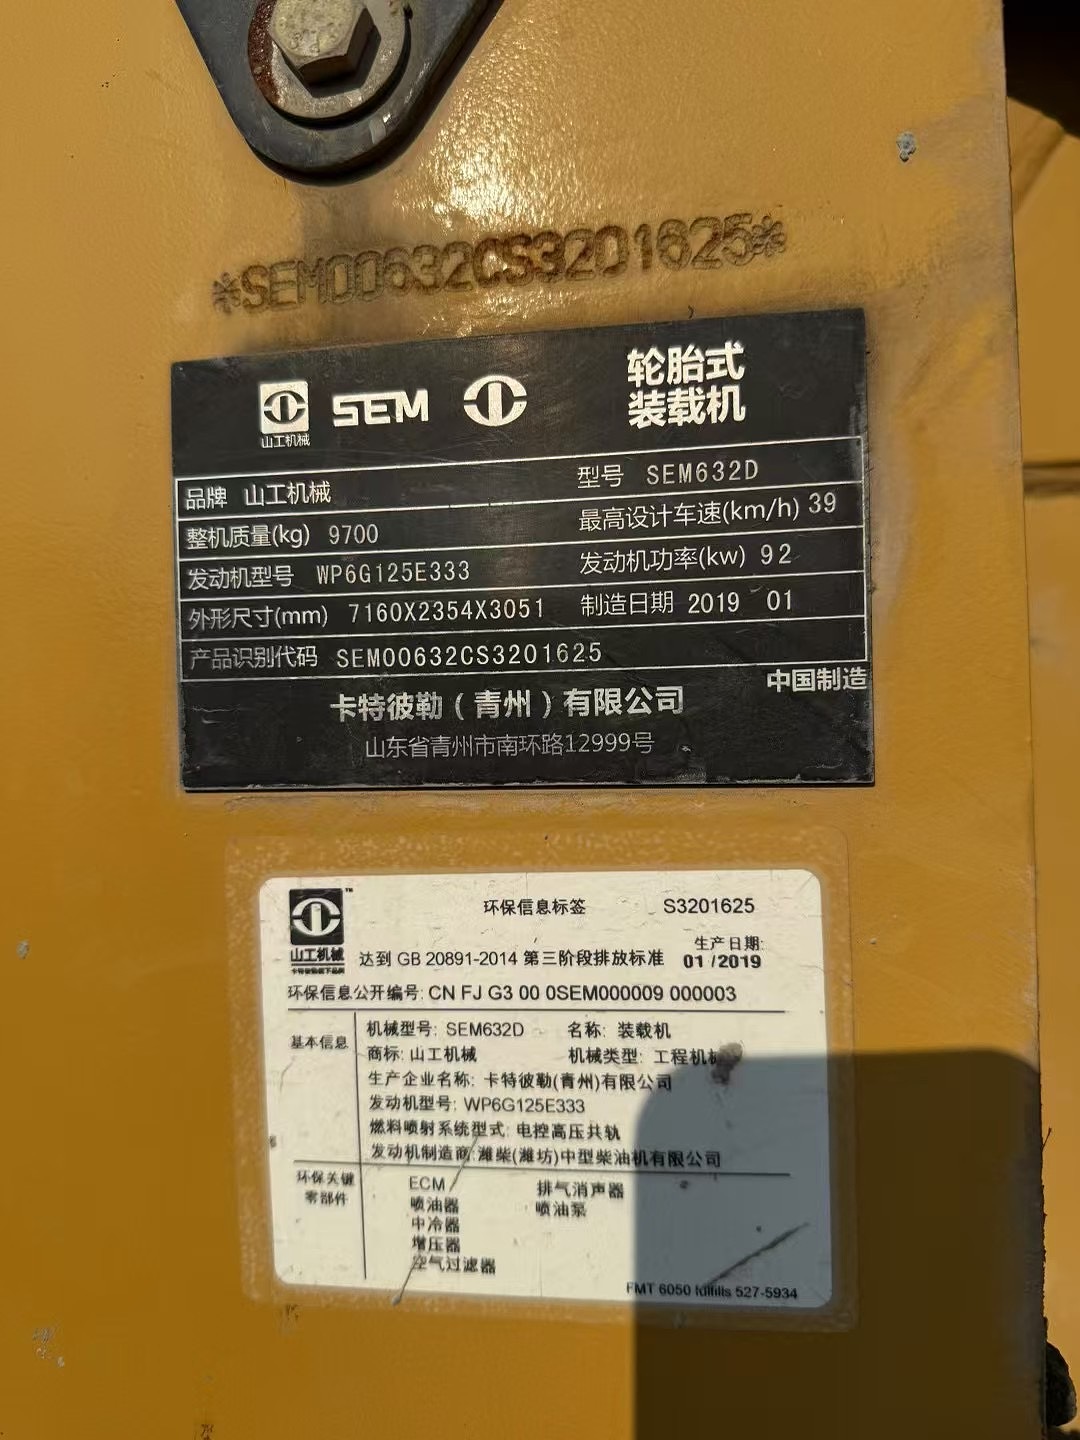 *SEM00632CS3201625*
山工机械 SEM 轮胎式
装载机
品牌 山工机械 型号 SEM632D
整机质量(kg) 9700 最高设计车速(km/h) 39
发动机型号 WP6G125E333 发动机功率(kw) 92
外形尺寸(mm) 7160X2354X3051 制造日期 2019 01
产品识别代码 SEM00632CS3201625
中国制造
卡特彼勒（青州）有限公司
山东省青州市南环路12999号
环保信息标签 S3201625
山工机械™
卡特彼勒旗下品牌
达到 GB 20891-2014 第三阶段排放标准 生产日期:
01 /2019
环保信息公开编号: CN FJ G3 00 0SEM000009 000003
基本信息
机械型号: SEM632D 名称: 装载机
商标: 山工机械 机械类型: 工程机械
生产企业名称: 卡特彼勒(青州)有限公司
发动机型号: WP6G125E333
燃料喷射系统型式: 电控高压共轨
发动机制造商: 潍柴(潍坊)中型柴油机有限公司
环保关键
零部件
ECM 排气消声器
喷油器 喷油泵
中冷器
增压器
空气过滤器
FMT 6050 fulfills 527-5934